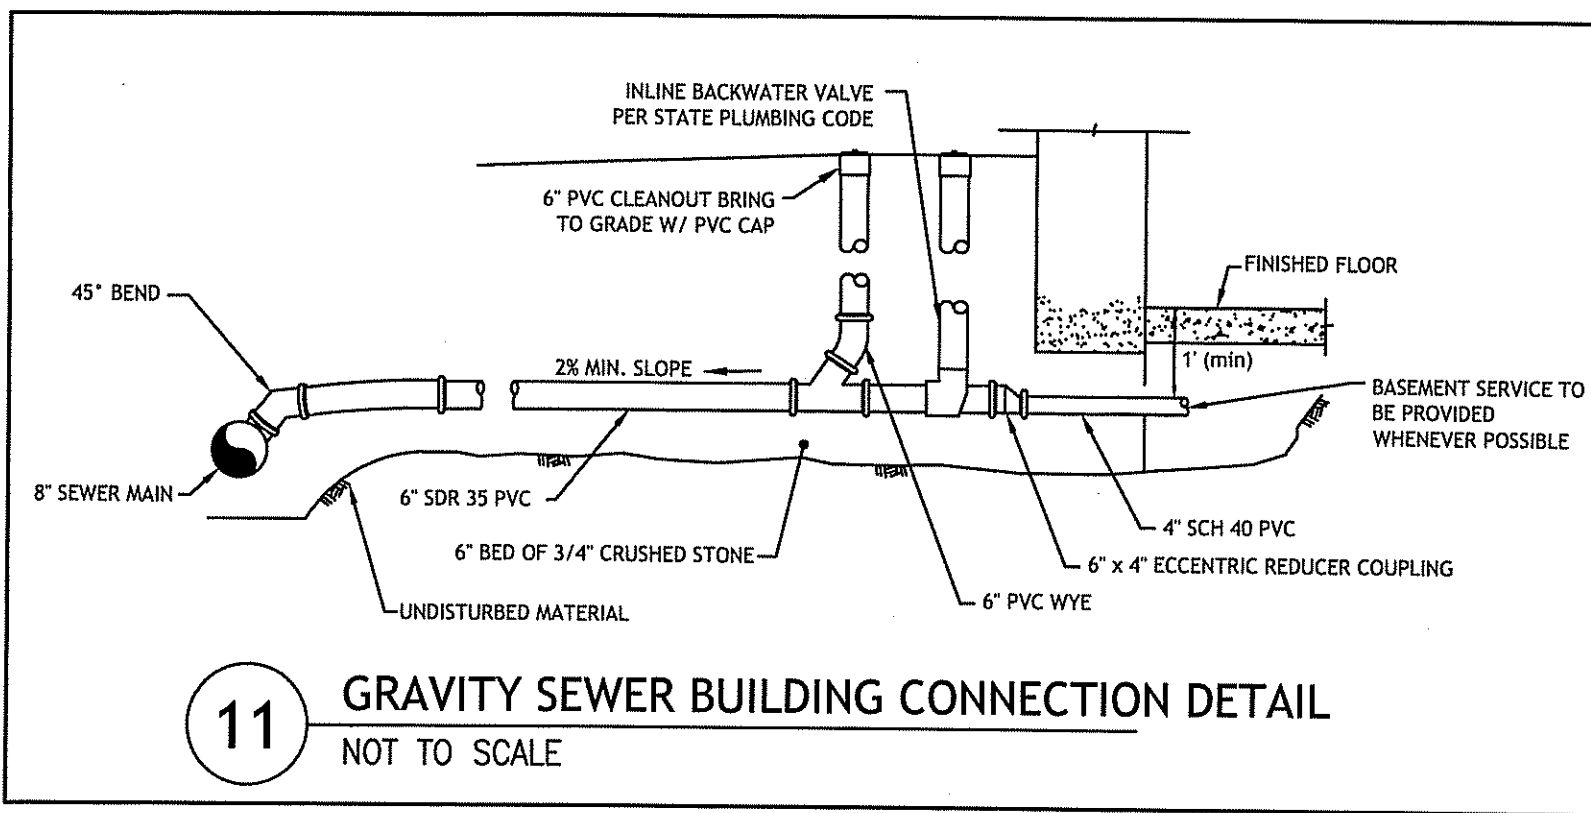 INLINE BACKWATER VALVE
PER STATE PLUMBING CODE
6" PVC CLEANOUT BRING
TO GRADE W/ PVC CAP
FINISHED FLOOR
45° BEND
2% MIN. SLOPE
1' (min)
BASEMENT SERVICE TO
BE PROVIDED
WHENEVER POSSIBLE
8" SEWER MAIN
6" SDR 35 PVC
4" SCH 40 PVC
6" BED OF 3/4" CRUSHED STONE
6" x 4" ECCENTRIC REDUCER COUPLING
6" PVC WYE
UNDISTURBED MATERIAL
11
GRAVITY SEWER BUILDING CONNECTION DETAIL
NOT TO SCALE